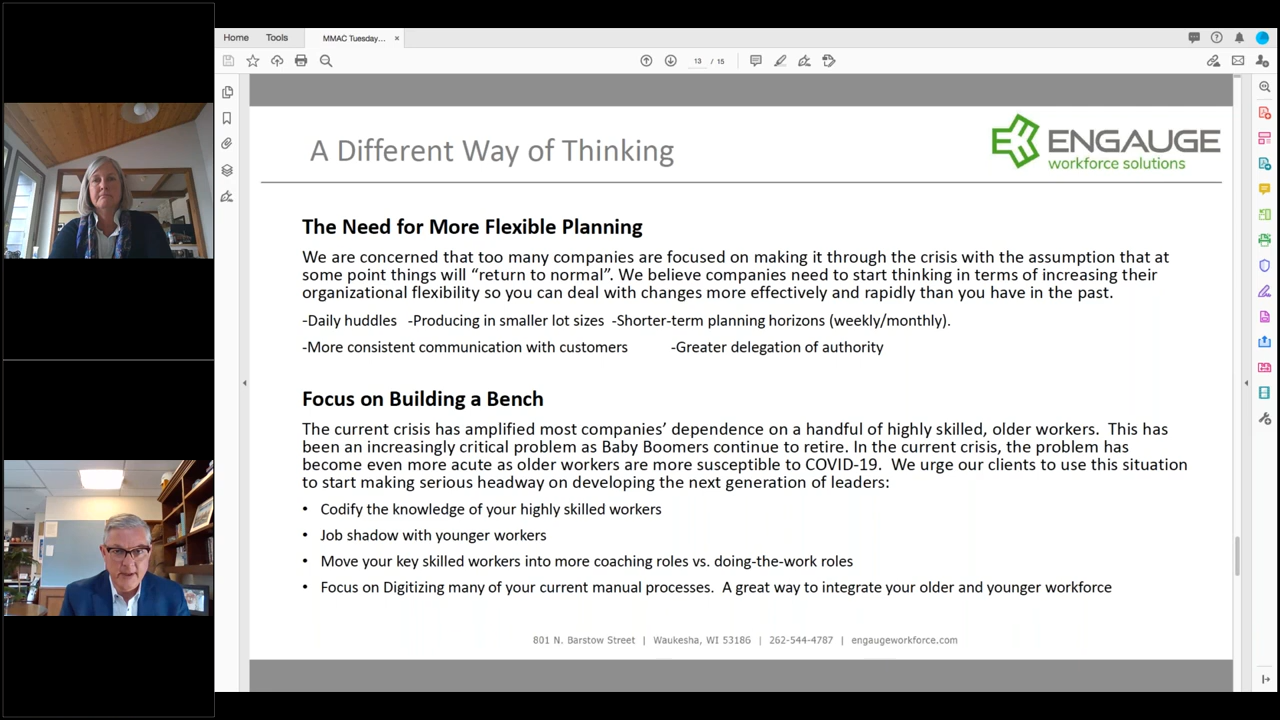 Home Tools MMAC Tuesday... ×
13 / 15
A Different Way of Thinking
ENGAUGE
workforce solutions
The Need for More Flexible Planning
We are concerned that too many companies are focused on making it through the crisis with the assumption that at
some point things will “return to normal”. We believe companies need to start thinking in terms of increasing their
organizational flexibility so you can deal with changes more effectively and rapidly than you have in the past.
-Daily huddles -Producing in smaller lot sizes -Shorter-term planning horizons (weekly/monthly).
-More consistent communication with customers -Greater delegation of authority
Focus on Building a Bench
The current crisis has amplified most companies’ dependence on a handful of highly skilled, older workers. This has
been an increasingly critical problem as Baby Boomers continue to retire. In the current crisis, the problem has
become even more acute as older workers are more susceptible to COVID-19. We urge our clients to use this situation
to start making serious headway on developing the next generation of leaders:
• Codify the knowledge of your highly skilled workers
• Job shadow with younger workers
• Move your key skilled workers into more coaching roles vs. doing-the-work roles
• Focus on Digitizing many of your current manual processes. A great way to integrate your older and younger workforce
801 N. Barstow Street | Waukesha, WI 53186 | 262-544-4787 | engaugeworkforce.com